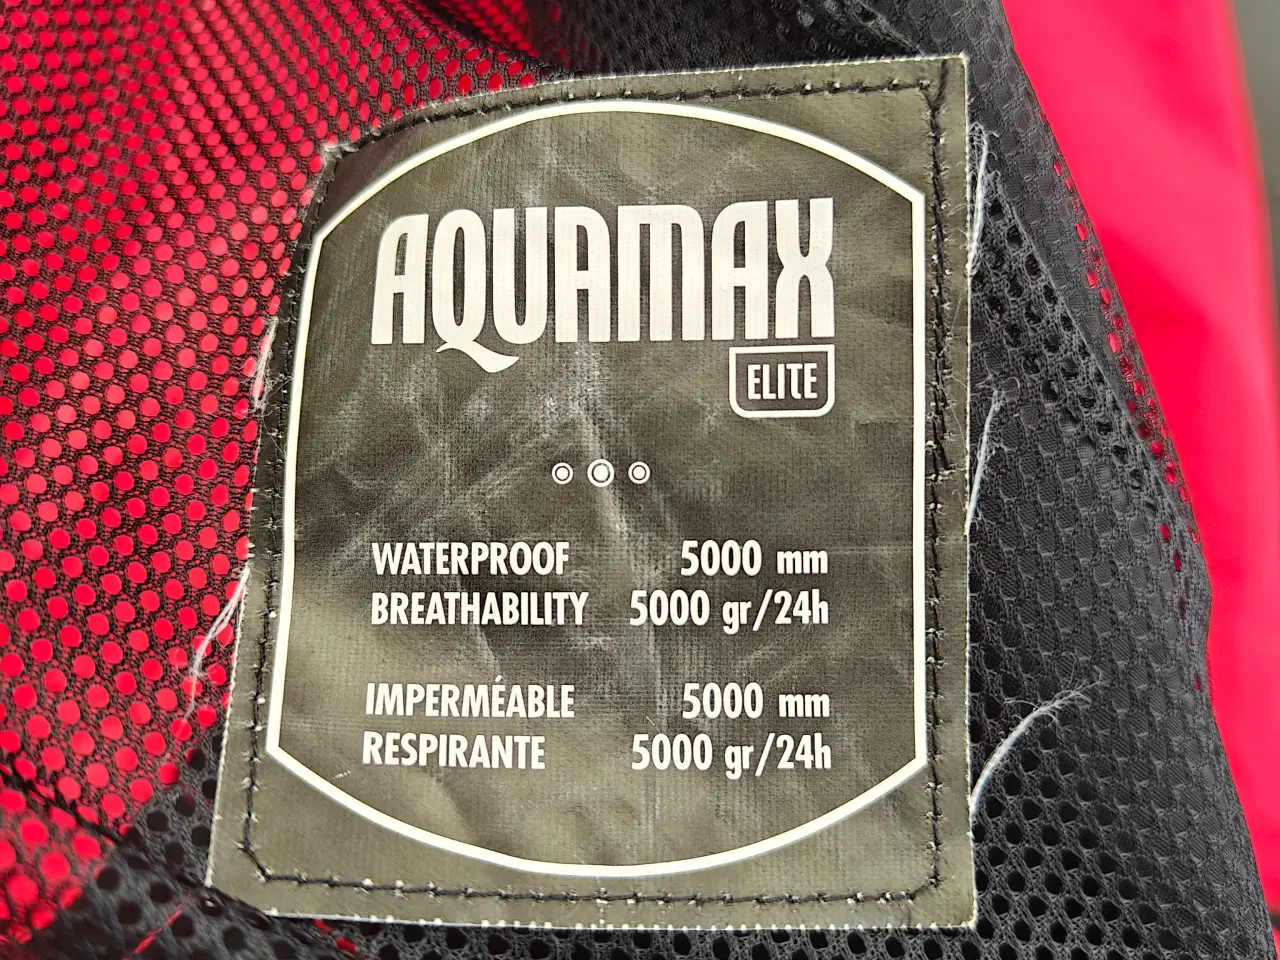 AQUAMAX
ELITE
WATERPROOF 5000 mm
BREATHABILITY 5000 gr/24h
IMPERMÉABLE 5000 mm
RESPIRANTE 5000 gr/24h